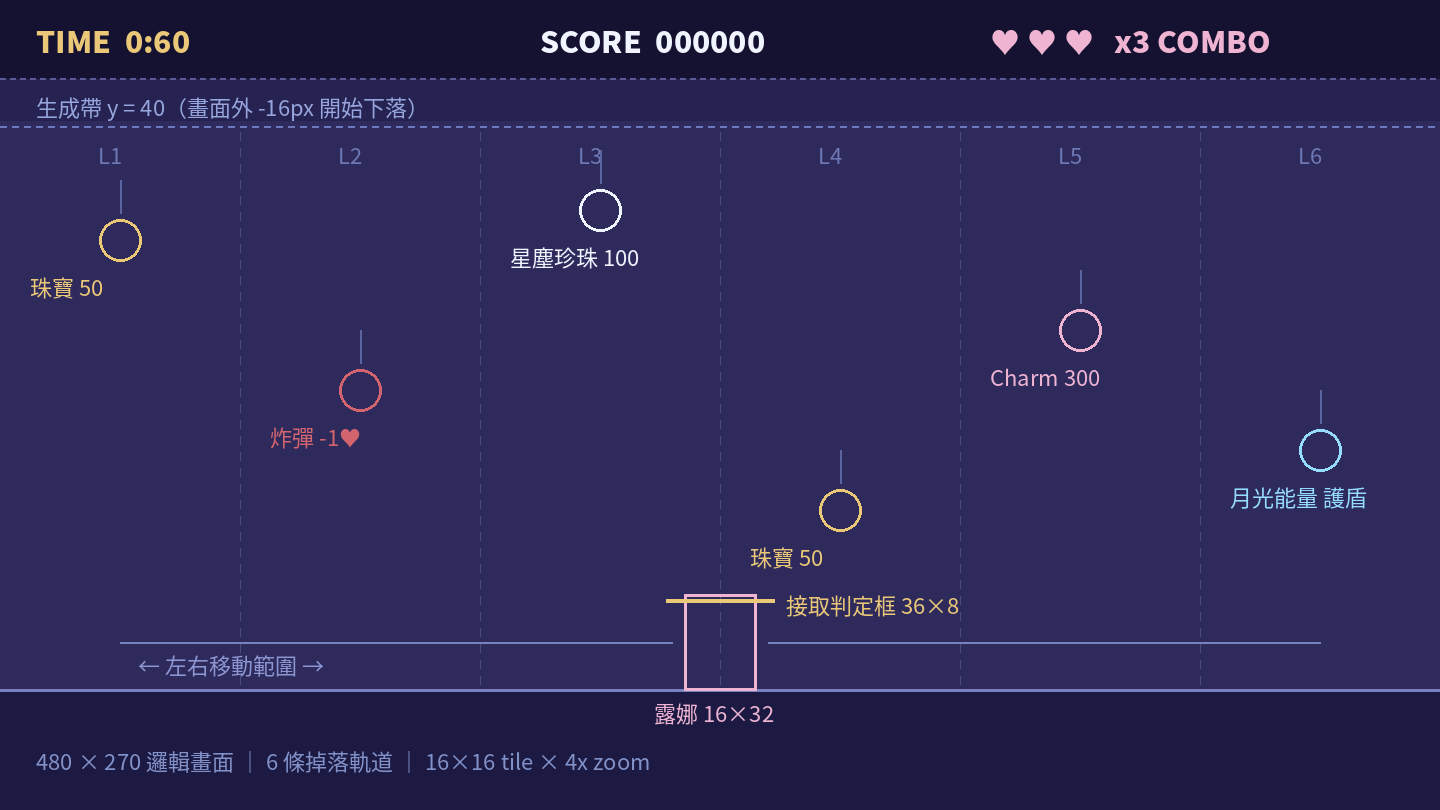 TIME 0:60
SCORE 000000
♥ ♥ ♥ x3 COMBO
生成帶 y = 40（畫面外 -16px 開始下落）
L1
L2
L3
L4
L5
L6
星塵珍珠 100
珠寶 50
Charm 300
炸彈 -1♥
月光能量 護盾
珠寶 50
接取判定框 36×8
← 左右移動範圍 →
露娜 16×32
480 × 270 邏輯畫面 ｜ 6 條掉落軌道 ｜ 16×16 tile × 4x zoom